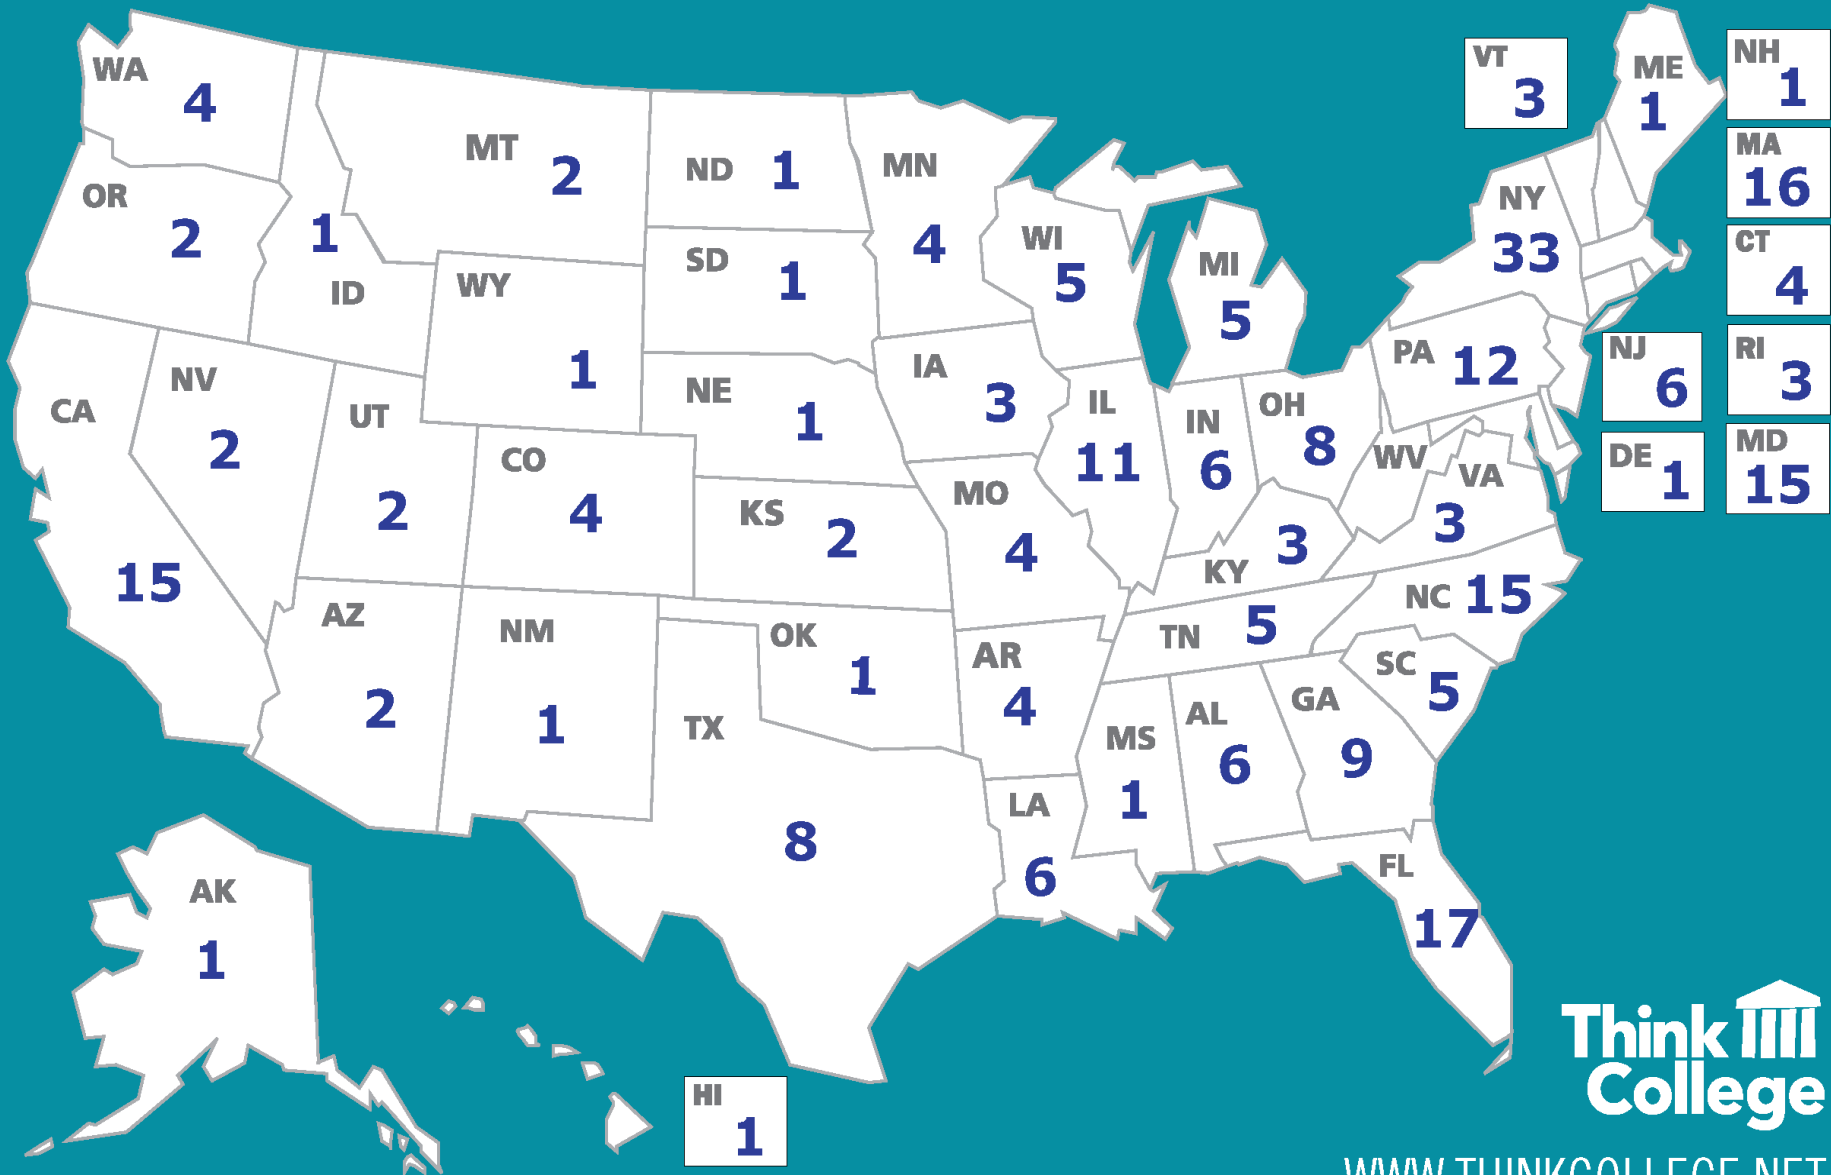 WA
4
OR
2
CA
15
NV
2
ID
1
MT
2
WY
1
UT
2
AZ
2
CO
4
NM
1
ND
1
SD
1
NE
1
KS
2
OK
1
TX
8
MN
4
IA
3
MO
4
AR
4
LA
6
WI
5
IL
11
MI
5
IN
6
OH
8
KY
3
TN
5
MS
1
AL
6
GA
9
FL
17
SC
5
NC 15
VA
3
WV
PA 12
NY
33
VT
3
ME
1
NH
1
MA
16
CT
4
RI
3
NJ
6
DE
1
MD
15
AK
1
HI
1
Think
College
WWW.THINKCOLLEGE.NET